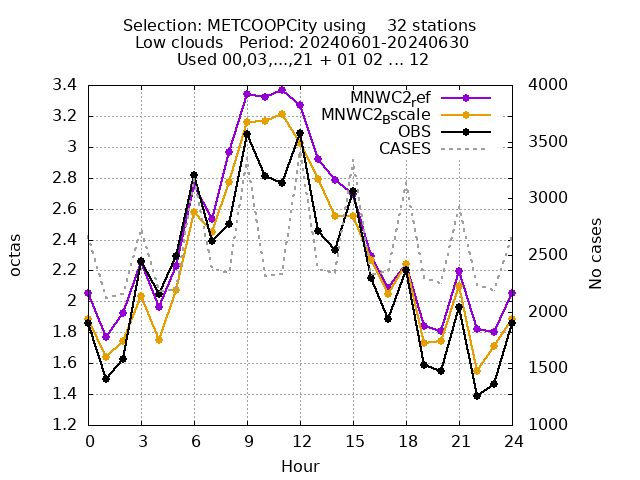 Selection: METCOOPCity using 32 stations
Low clouds Period: 20240601-20240630
Used 00,03,...,21 + 01 02 ... 12
3.4 4000
MNWC2ref
3.2
MNWC2Bscale
3 3500
OBS
CASES
2.8 3000
2.6
2.4 2500
2.2
2 2000
1.8
1.6 1500
1.4
1.2 1000
octas
No cases
0 3 6 9 12 15 18 21 24
Hour